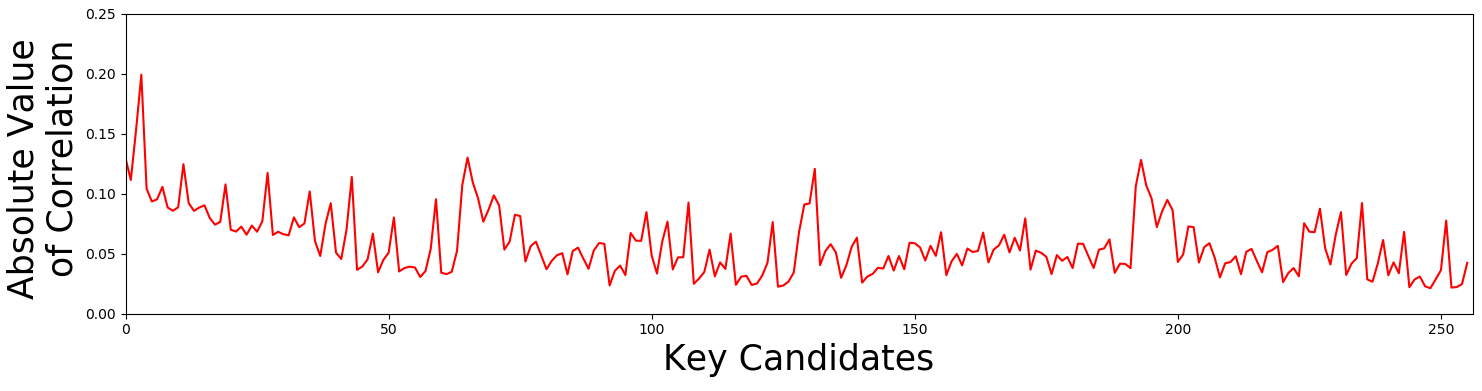 Absolute Value
of Correlation
0.25
0.20
0.15
0.10
0.05
0.00
0 50 100 150 200 250
Key Candidates